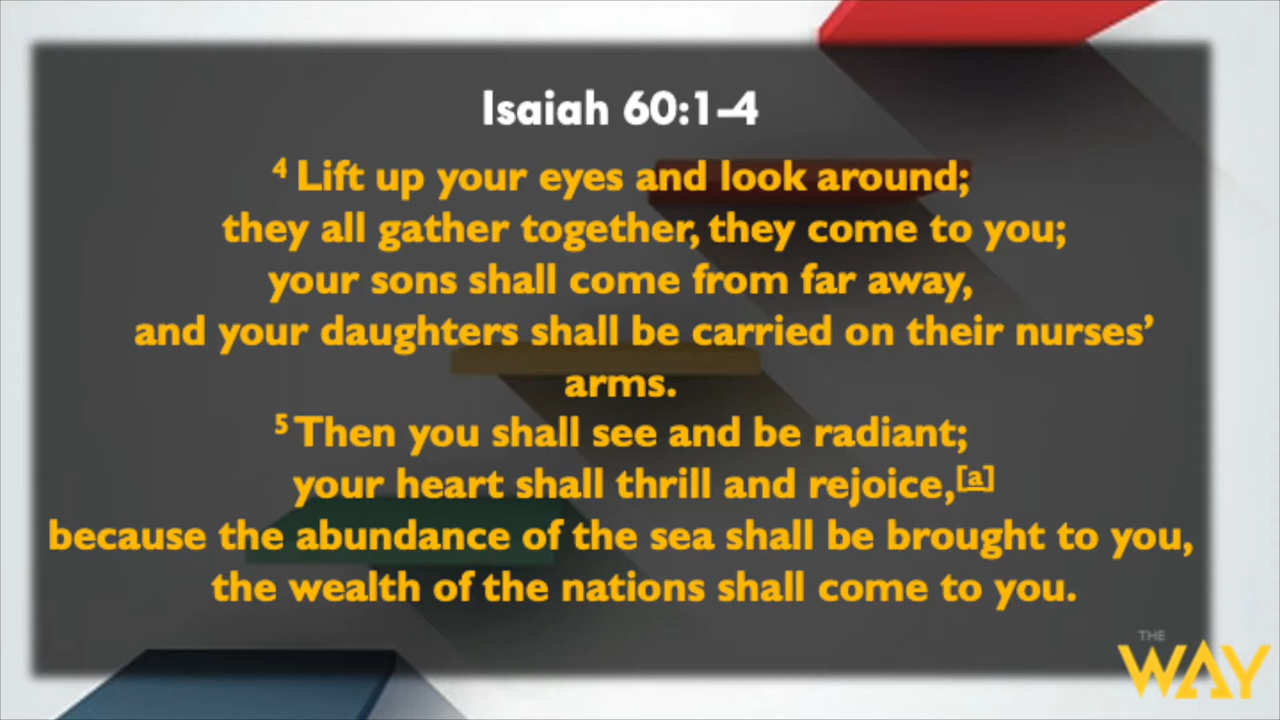 Isaiah 60:1-4
4 Lift up your eyes and look around;
they all gather together, they come to you;
your sons shall come from far away,
and your daughters shall be carried on their nurses’
arms.
5 Then you shall see and be radiant;
your heart shall thrill and rejoice,[a]
because the abundance of the sea shall be brought to you,
the wealth of the nations shall come to you.
THE
WAY